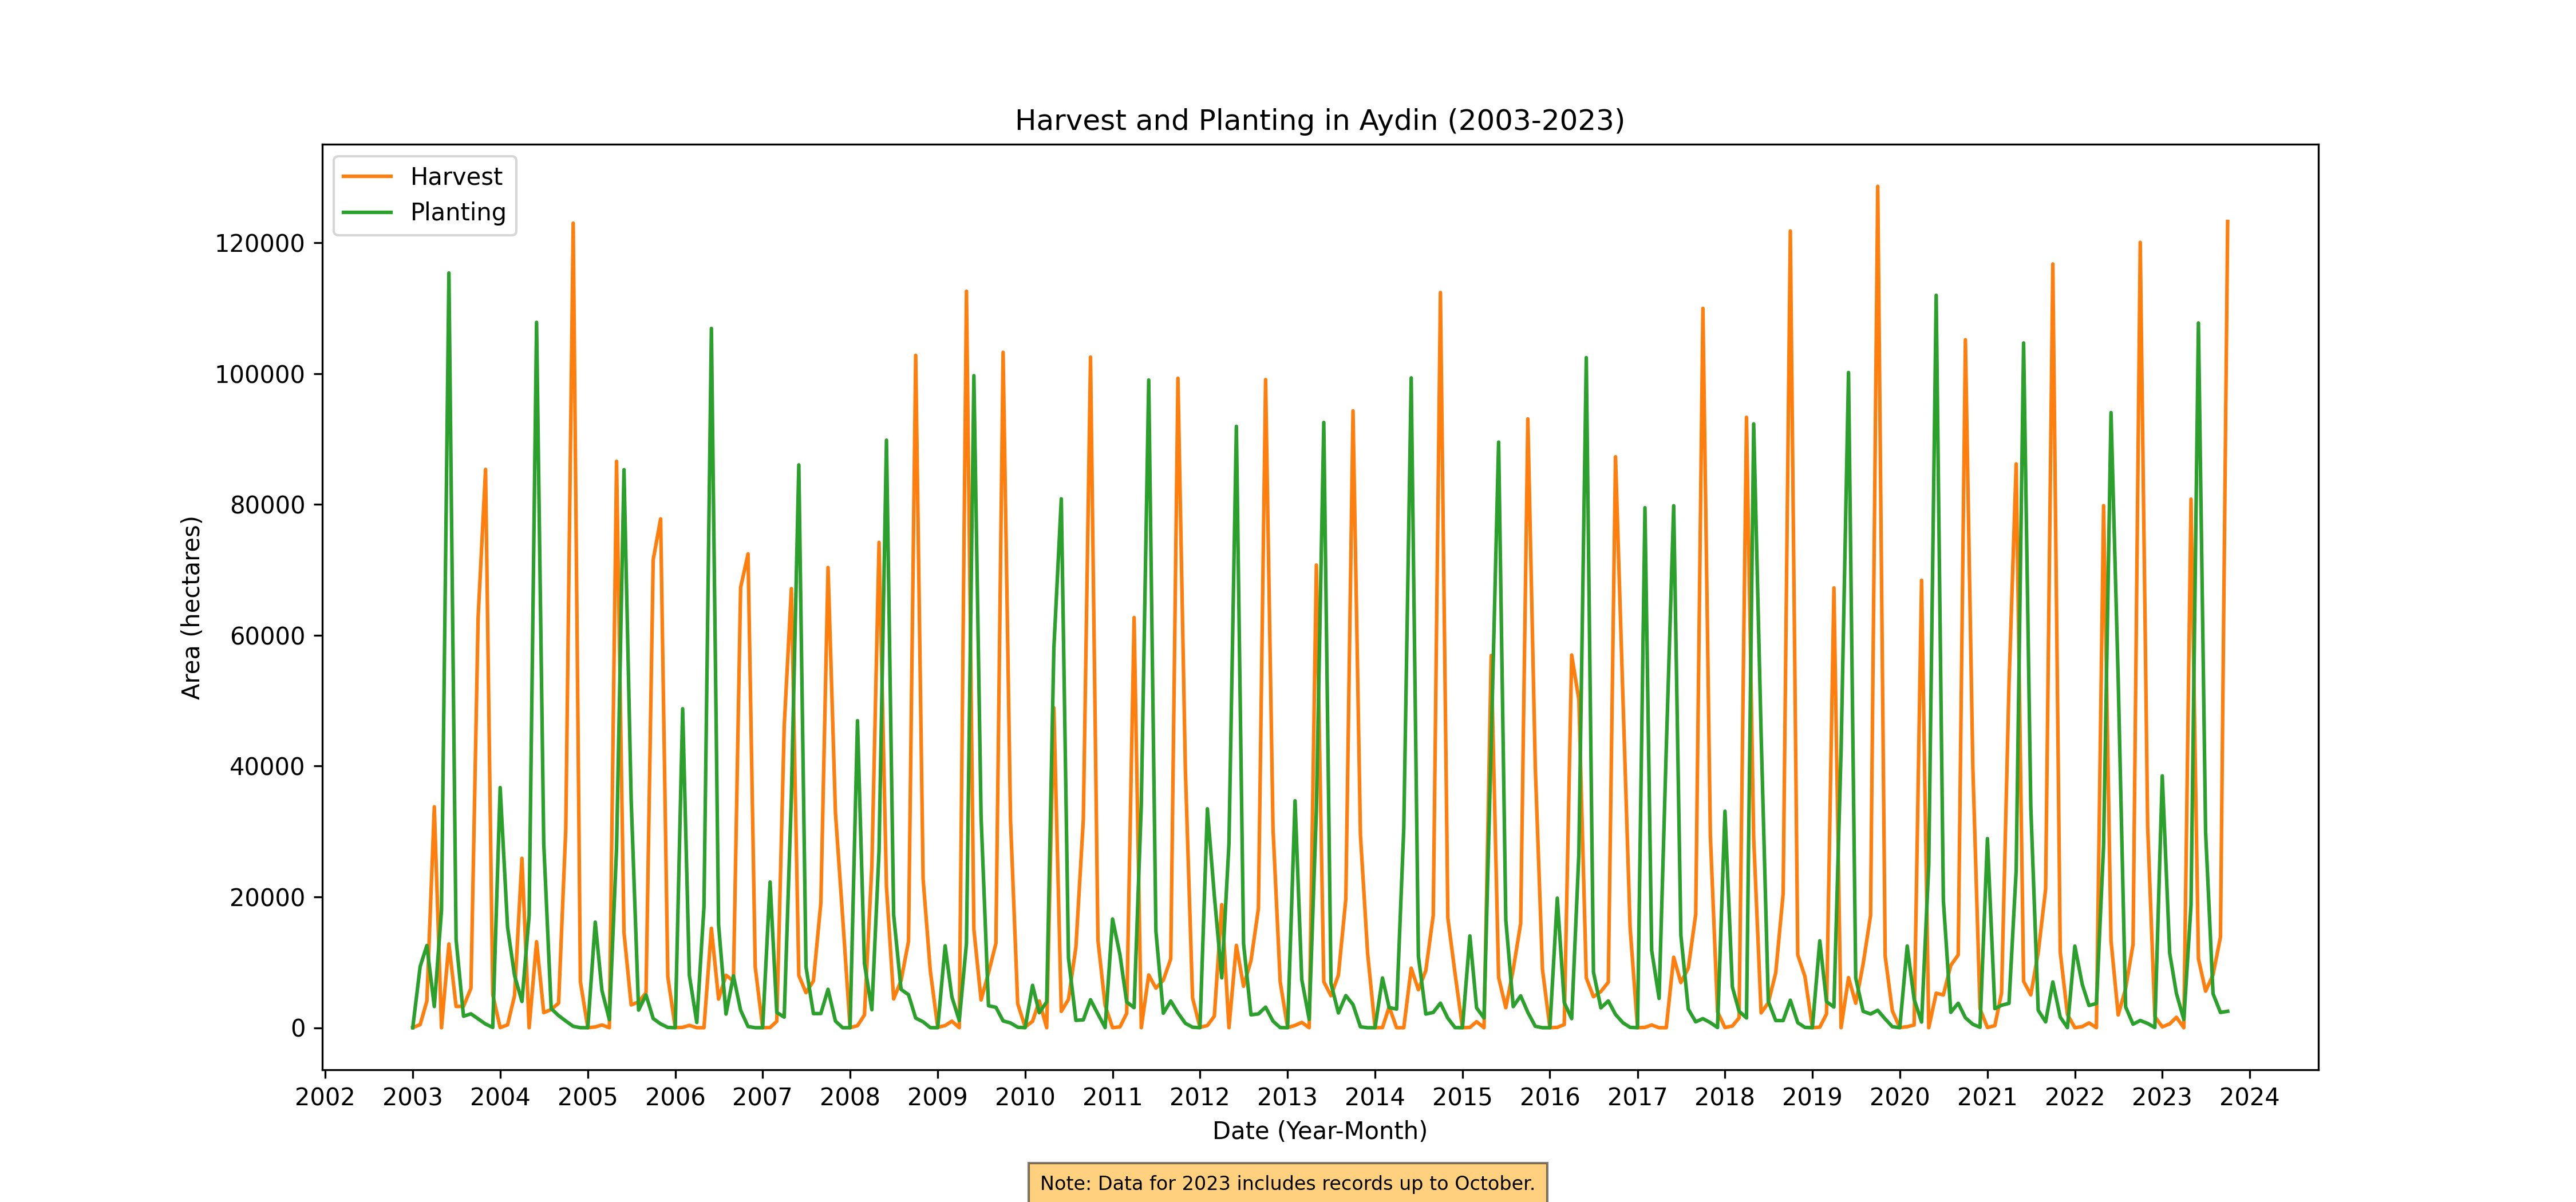 Harvest and Planting in Aydin (2003-2023)
Harvest
Planting
120000
100000
80000
60000
40000
20000
0
Area (hectares)
2002 2003 2004 2005 2006 2007 2008 2009 2010 2011 2012 2013 2014 2015 2016 2017 2018 2019 2020 2021 2022 2023 2024
Date (Year-Month)
Note: Data for 2023 includes records up to October.